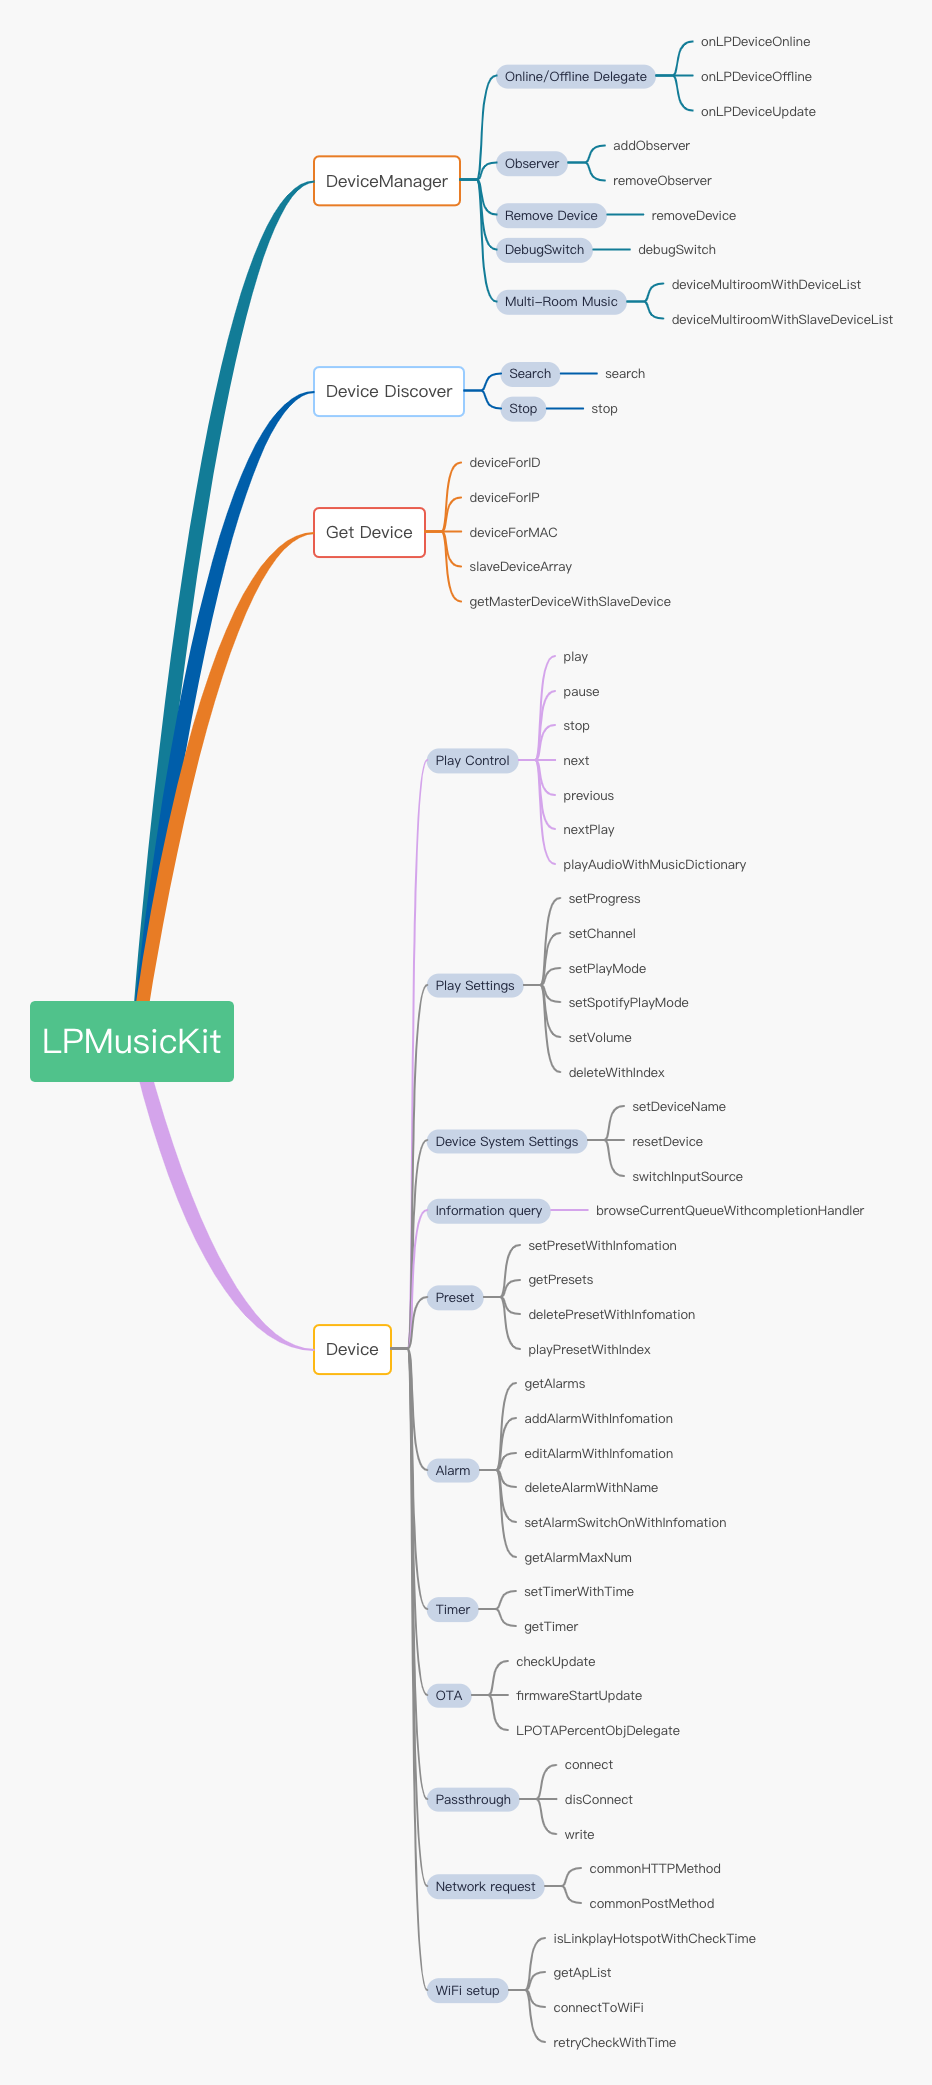 onLPDeviceOnline
Online/Offline Delegate
onLPDeviceOffline
onLPDeviceUpdate
addObserver
Observer
removeObserver
DeviceManager
Remove Device
removeDevice
DebugSwitch
debugSwitch
deviceMultiroomWithDeviceList
Multi-Room Music
deviceMultiroomWithSlaveDeviceList
Search
search
Device Discover
Stop
stop
deviceForID
deviceForIP
Get Device
deviceForMAC
slaveDeviceArray
getMasterDeviceWithSlaveDevice
play
pause
stop
Play Control
next
previous
nextPlay
playAudioWithMusicDictionary
setProgress
setChannel
setPlayMode
Play Settings
setSpotifyPlayMode
setVolume
deleteWithIndex
LPMusicKit
setDeviceName
Device System Settings
resetDevice
switchInputSource
Information query
browseCurrentQueueWithcompletionHandler
setPresetWithInfomation
getPresets
Preset
deletePresetWithInfomation
playPresetWithIndex
Device
getAlarms
addAlarmWithInfomation
editAlarmWithInfomation
Alarm
deleteAlarmWithName
setAlarmSwitchOnWithInfomation
getAlarmMaxNum
setTimerWithTime
Timer
getTimer
checkUpdate
OTA
firmwareStartUpdate
LPOTAPercentObjDelegate
connect
Passthrough
disConnect
write
commonHTTPMethod
Network request
commonPostMethod
isLinkplayHotspotWithCheckTime
getApList
WiFi setup
connectToWiFi
retryCheckWithTime